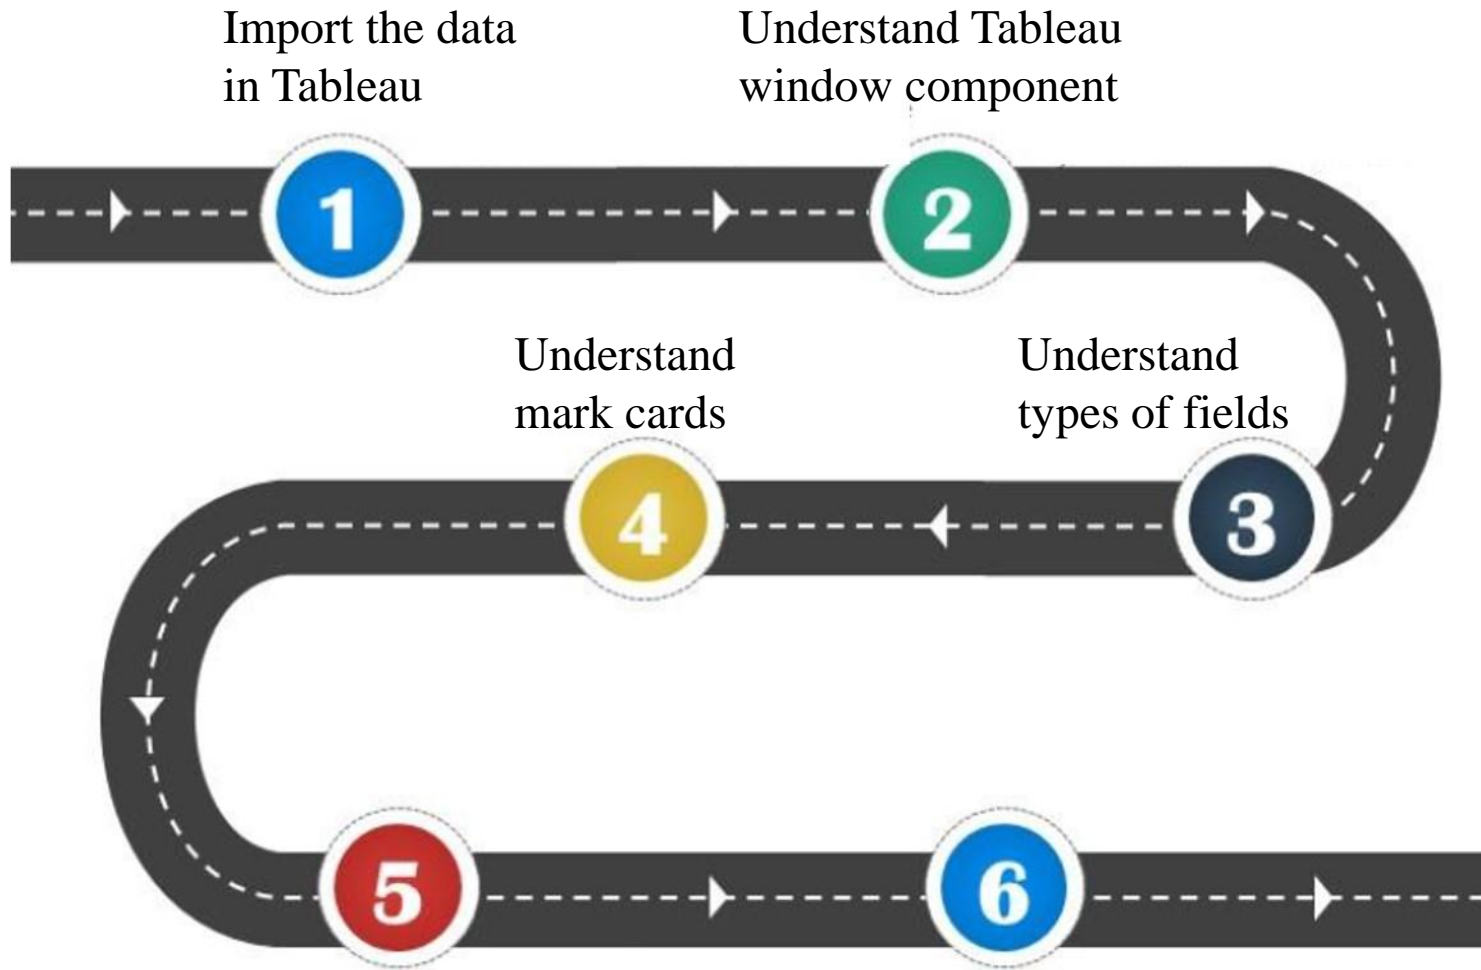 Import the data
in Tableau
Understand Tableau
window component
1
2
Understand
types of fields
3
Understand
mark cards
4
5
6